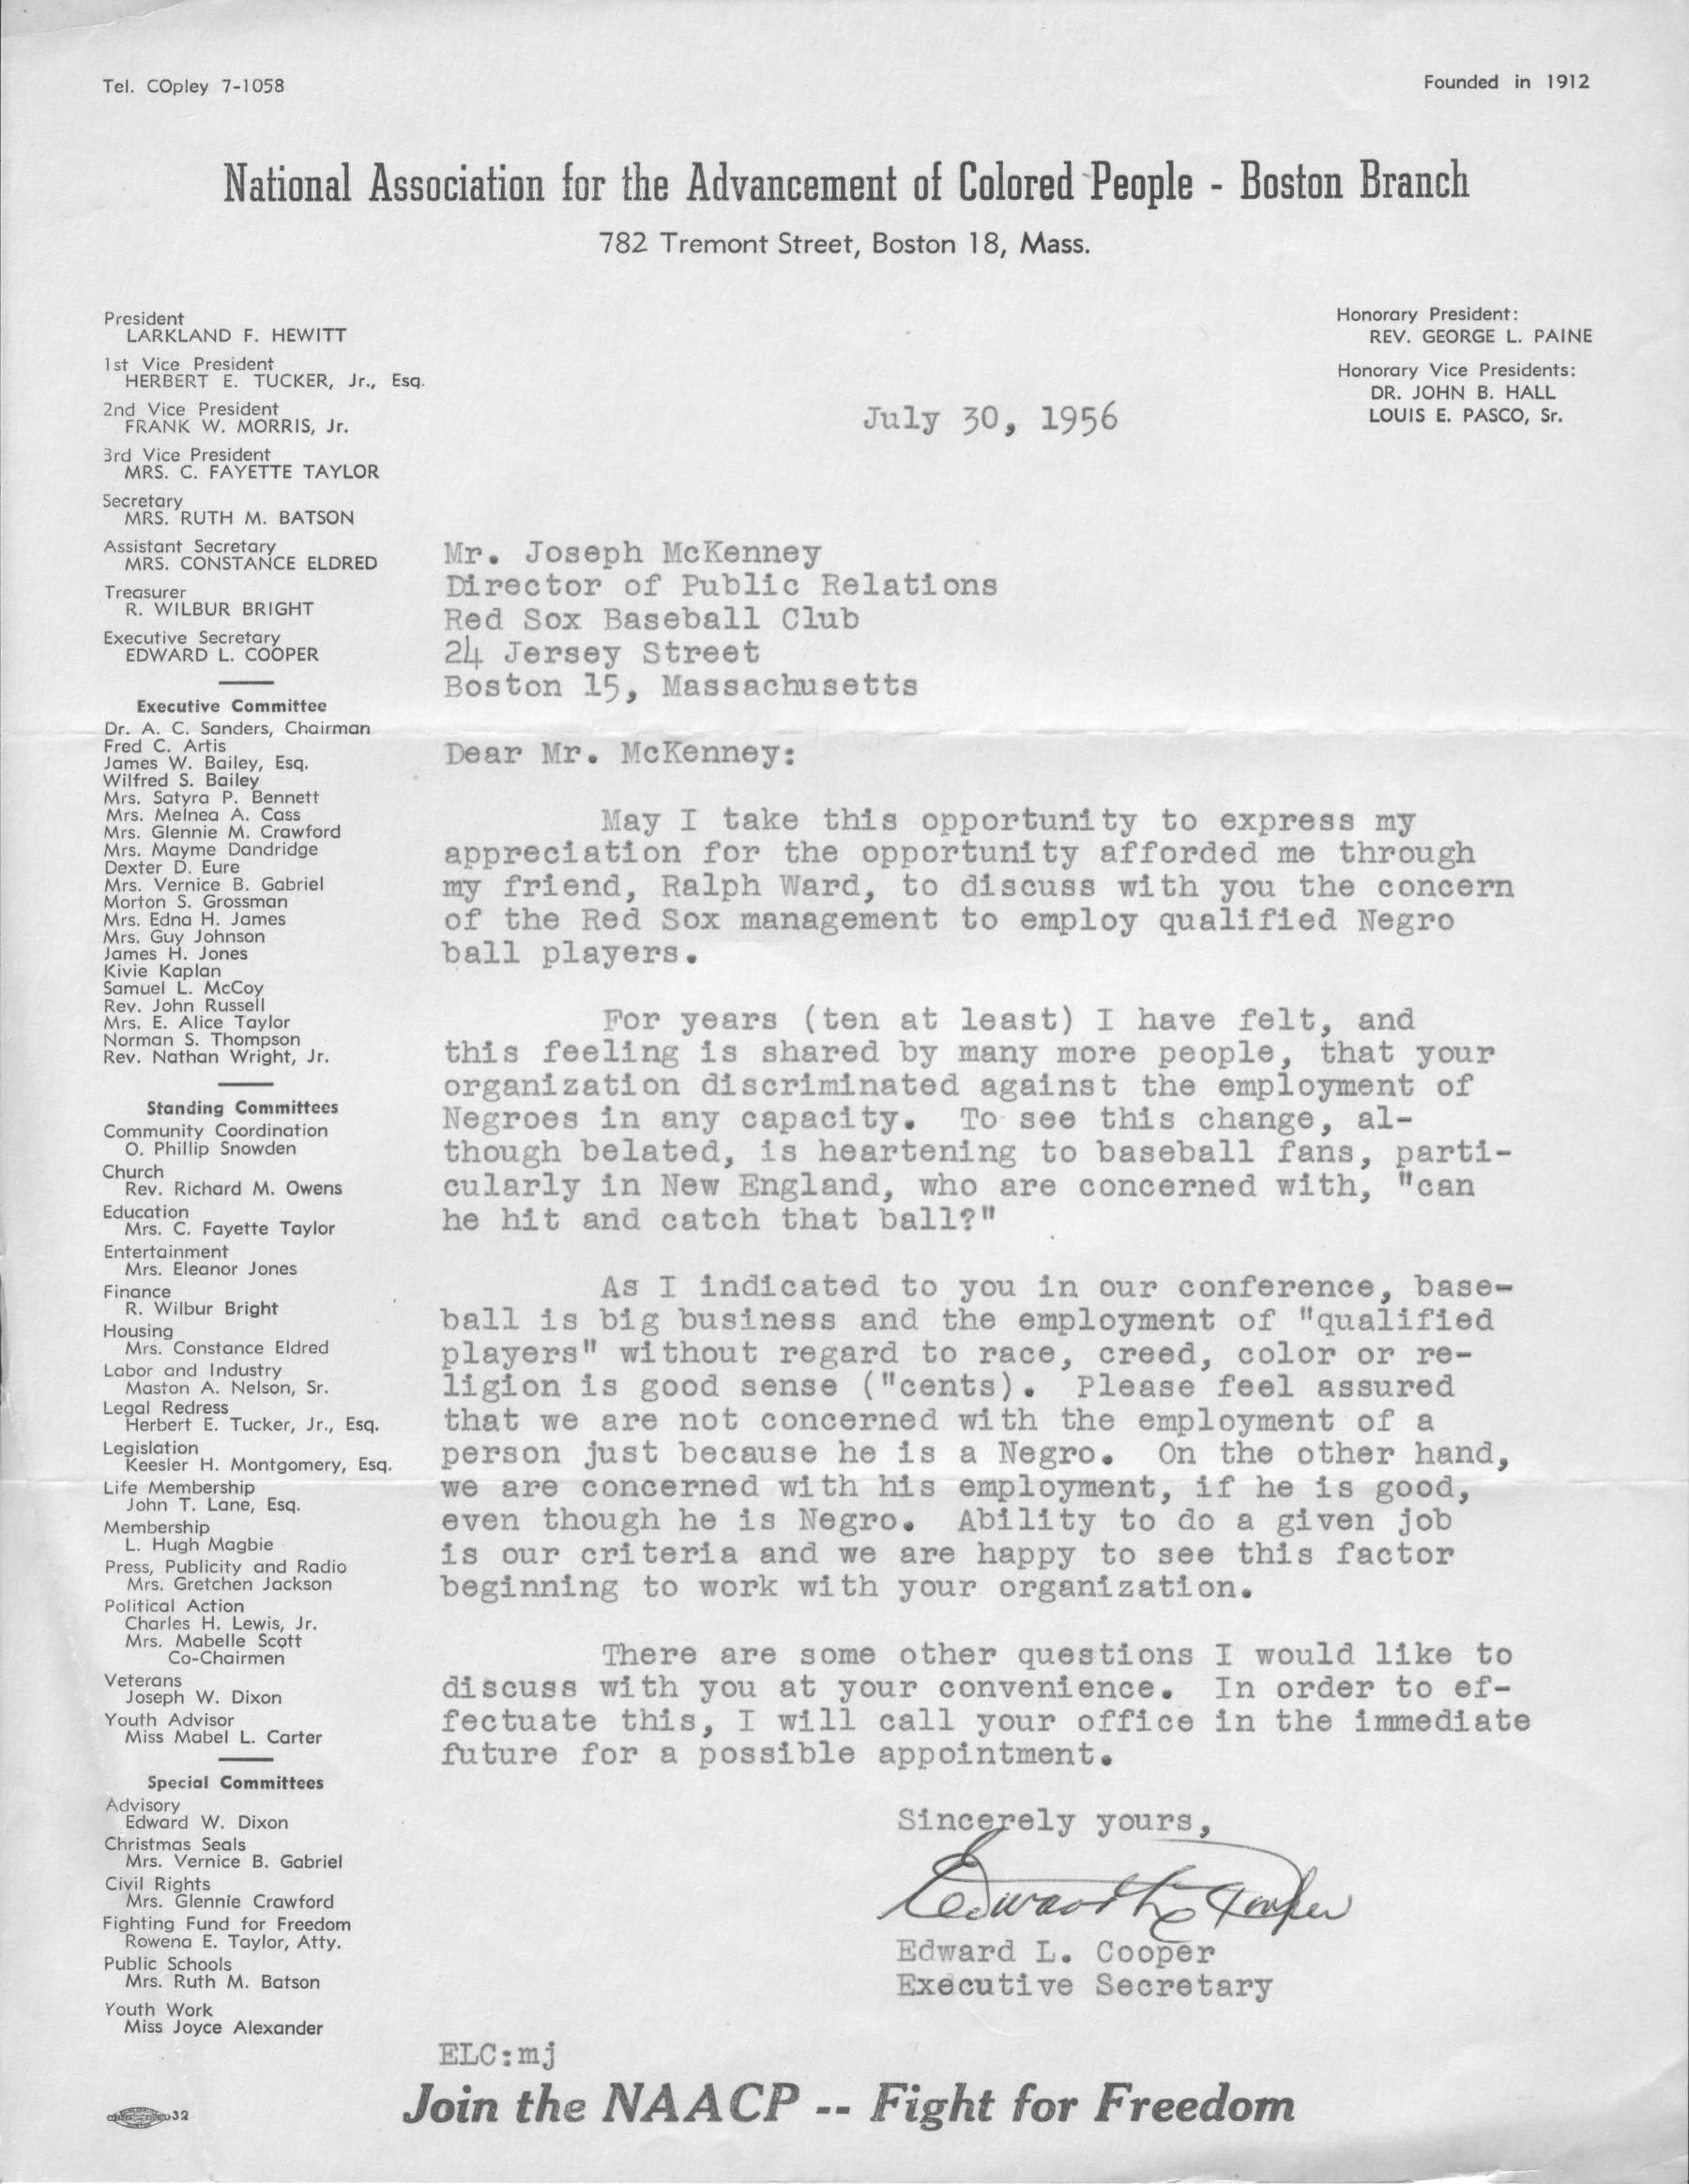 Tel. COpley 7-1058
Founded in 1912
National Association for the Advancement of Colored People - Boston Branch
782 Tremont Street, Boston 18, Mass.
President
LARKLAND F. HEWITT
1st Vice President
HERBERT E. TUCKER, Jr., Esq.
2nd Vice President
FRANK W. MORRIS, Jr.
3rd Vice President
MRS. C. FAYETTE TAYLOR
Secretary
MRS. RUTH M. BATSON
Assistant Secretary
MRS. CONSTANCE ELDRED
Treasurer
R. WILBUR BRIGHT
Executive Secretary
EDWARD L. COOPER
Executive Committee
Dr. A. C. Sanders, Chairman
Fred C. Artis
James W. Bailey, Esq.
Wilfred S. Bailey
Mrs. Satyra P. Bennett
Mrs. Melnea A. Cass
Mrs. Glennie M. Crawford
Mrs. Mayme Dandridge
Dexter D. Eure
Mrs. Vernice B. Gabriel
Morton S. Grossman
Mrs. Edna H. James
Mrs. Guy Johnson
James H. Jones
Kivie Kaplan
Samuel L. McCoy
Rev. John Russell
Mrs. E. Alice Taylor
Norman S. Thompson
Rev. Nathan Wright, Jr.
Standing Committees
Community Coordination
O. Phillip Snowden
Church
Rev. Richard M. Owens
Education
Mrs. C. Fayette Taylor
Entertainment
Mrs. Eleanor Jones
Finance
R. Wilbur Bright
Housing
Mrs. Constance Eldred
Labor and Industry
Maston A. Nelson, Sr.
Legal Redress
Herbert E. Tucker, Jr., Esq.
Legislation
Keesler H. Montgomery, Esq.
Life Membership
John T. Lane, Esq.
Membership
L. Hugh Magbie
Press, Publicity and Radio
Mrs. Gretchen Jackson
Political Action
Charles H. Lewis, Jr.
Mrs. Mabelle Scott
Co-Chairmen
Veterans
Joseph W. Dixon
Youth Advisor
Miss Mabel L. Carter
Special Committees
Advisory
Edward W. Dixon
Christmas Seals
Mrs. Vernice B. Gabriel
Civil Rights
Mrs. Glennie Crawford
Fighting Fund for Freedom
Rowena E. Taylor, Atty.
Public Schools
Mrs. Ruth M. Batson
Youth Work
Miss Joyce Alexander
Honorary President:
REV. GEORGE L. PAINE
Honorary Vice Presidents:
DR. JOHN B. HALL
LOUIS E. PASCO, Sr.
July 30, 1956
Mr. Joseph McKenney
Director of Public Relations
Red Sox Baseball Club
24 Jersey Street
Boston 15, Massachusetts
Dear Mr. McKenney:
May I take this opportunity to express my
appreciation for the opportunity afforded me through
my friend, Ralph Ward, to discuss with you the concern
of the Red Sox management to employ qualified Negro
ball players.
For years (ten at least) I have felt, and
this feeling is shared by many more people, that your
organization discriminated against the employment of
Negroes in any capacity. To see this change, al-
though belated, is heartening to baseball fans, parti-
cularly in New England, who are concerned with, "can
he hit and catch that ball?"
As I indicated to you in our conference, base-
ball is big business and the employment of "qualified
players" without regard to race, creed, color or re-
ligion is good sense ("cents). Please feel assured
that we are not concerned with the employment of a
person just because he is a Negro. On the other hand,
we are concerned with his employment, if he is good,
even though he is Negro. Ability to do a given job
is our criteria and we are happy to see this factor
beginning to work with your organization.
There are some other questions I would like to
discuss with you at your convenience. In order to ef-
fectuate this, I will call your office in the immediate
future for a possible appointment.
Sincerely yours,
Edward L. Cooper
Edward L. Cooper
Executive Secretary
ELC:mj
32
Join the NAACP -- Fight for Freedom